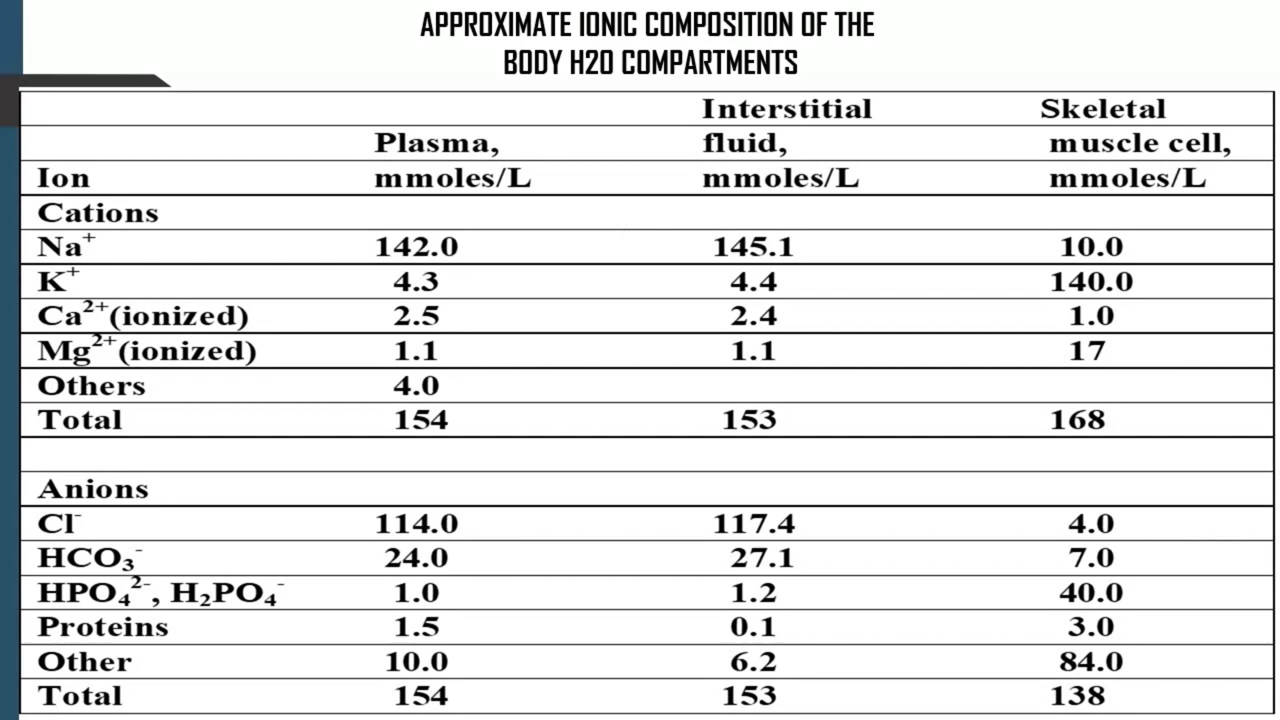 APPROXIMATE IONIC COMPOSITION OF THE
BODY H20 COMPARTMENTS
Interstitial Skeletal
Plasma, fluid, muscle cell,
Ion mmoles/L mmoles/L mmoles/L
Cations
Na⁺ 142.0 145.1 10.0
K⁺ 4.3 4.4 140.0
Ca²⁺(ionized) 2.5 2.4 1.0
Mg²⁺(ionized) 1.1 1.1 17
Others 4.0
Total 154 153 168
Anions
Cl⁻ 114.0 117.4 4.0
HCO₃⁻ 24.0 27.1 7.0
HPO₄²⁻, H₂PO₄⁻ 1.0 1.2 40.0
Proteins 1.5 0.1 3.0
Other 10.0 6.2 84.0
Total 154 153 138